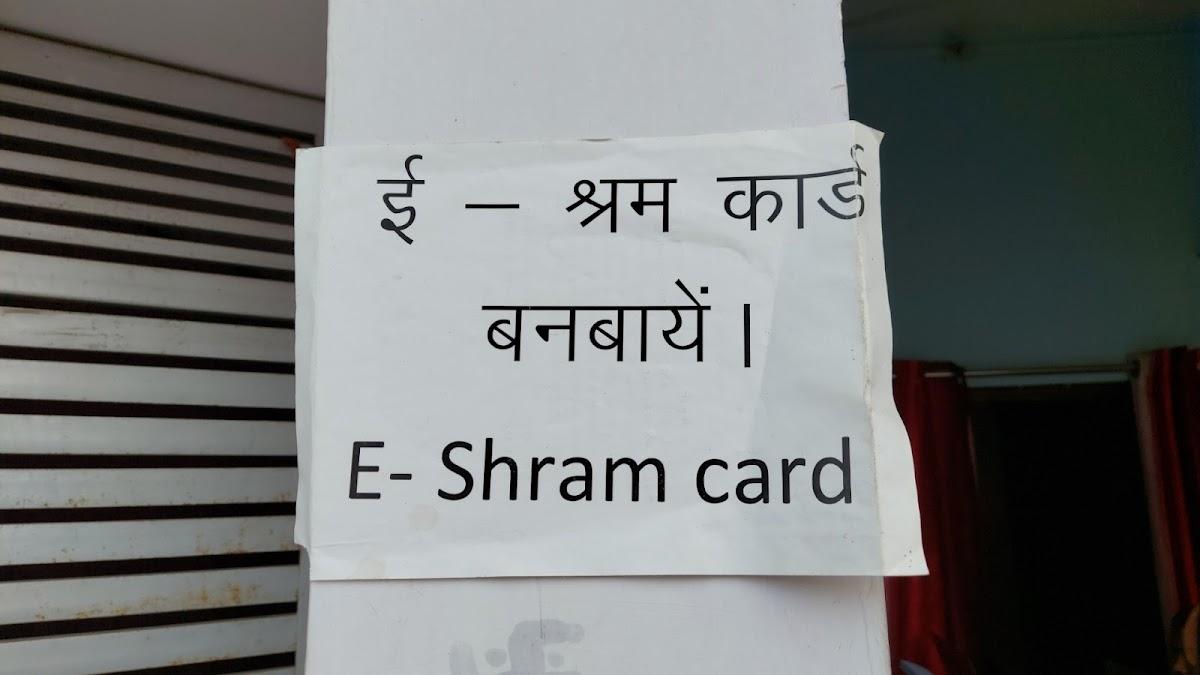 ई – श्रम कार्ड
बनबायें |
E- Shram card